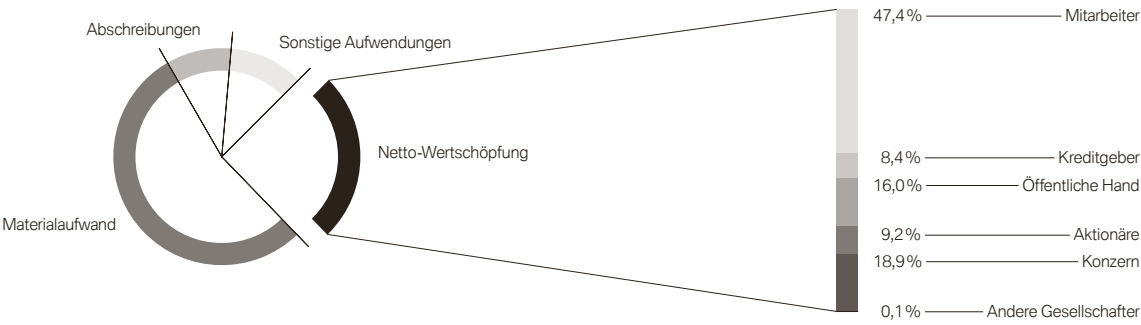 Abschreibungen
Sonstige Aufwendungen
Netto-Wertschöpfung
Materialaufwand
47,4 % Mitarbeiter
8,4 % Kreditgeber
16,0 % Öffentliche Hand
9,2 % Aktionäre
18,9 % Konzern
0,1 % Andere Gesellschafter